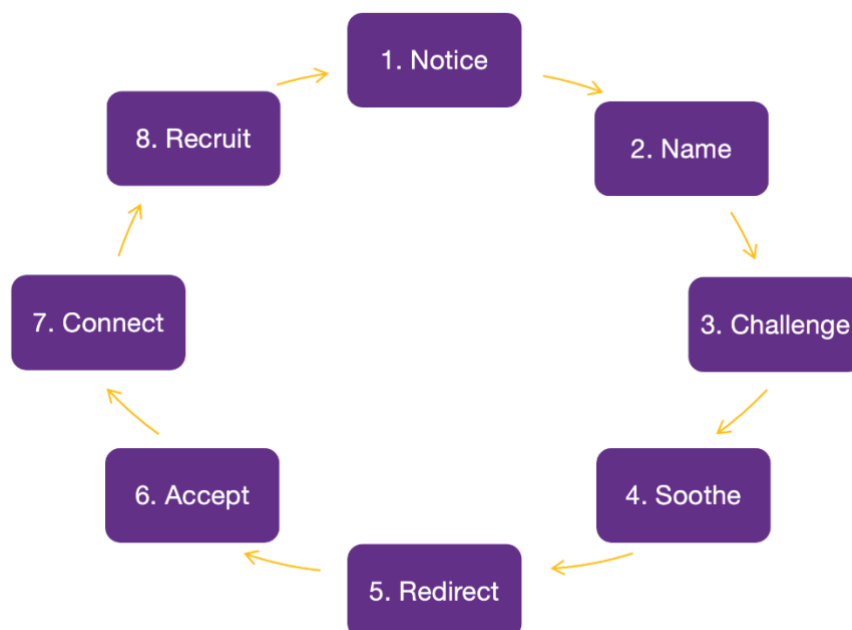 1. Notice
2. Name
3. Challenge
4. Soothe
5. Redirect
6. Accept
7. Connect
8. Recruit